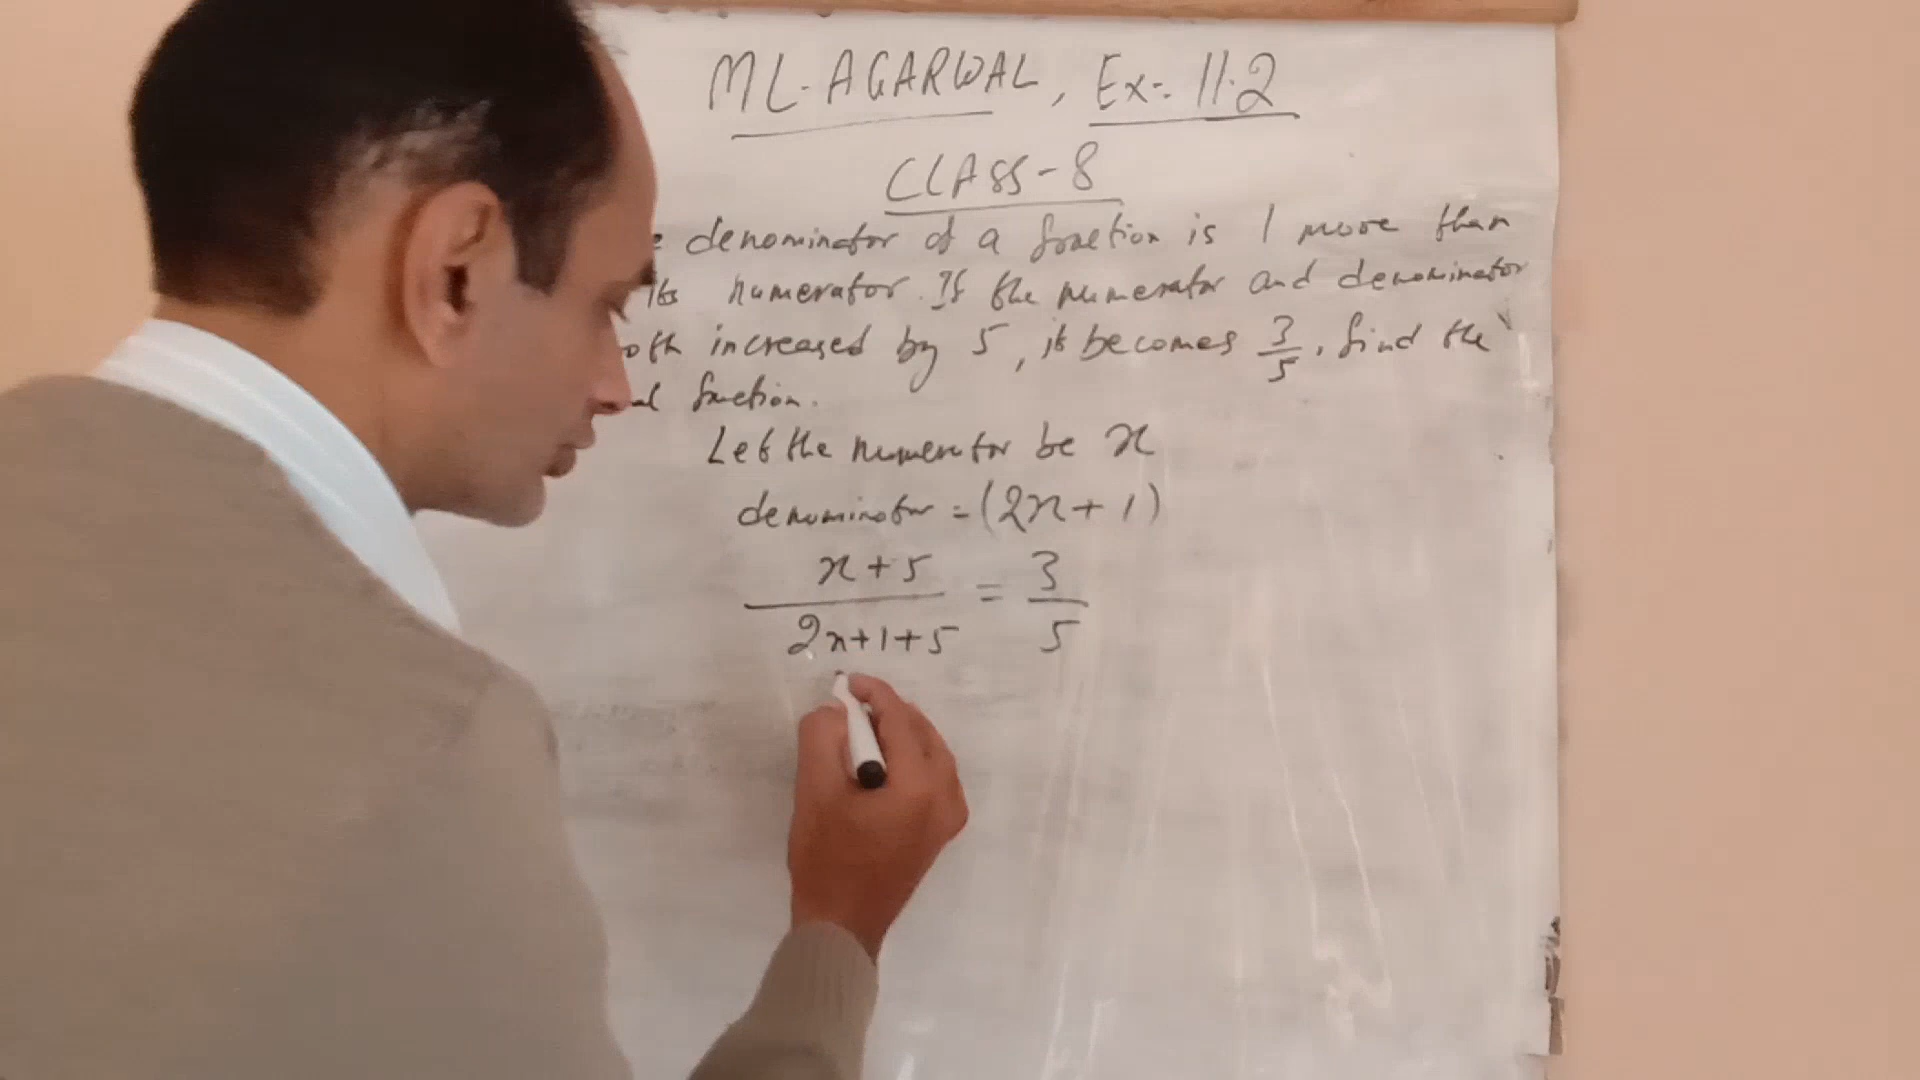 ML-AGARWAL, Ex-. 11.2
CLASS-8
denominator of a fraction is 1 more than
its numerator. If the numerator and denominator
increased by 5, it becomes 3/5, find the
fraction.
Let the numerator be x
denominator = (2x+1)
x+5/2x+1+5 = 3/5